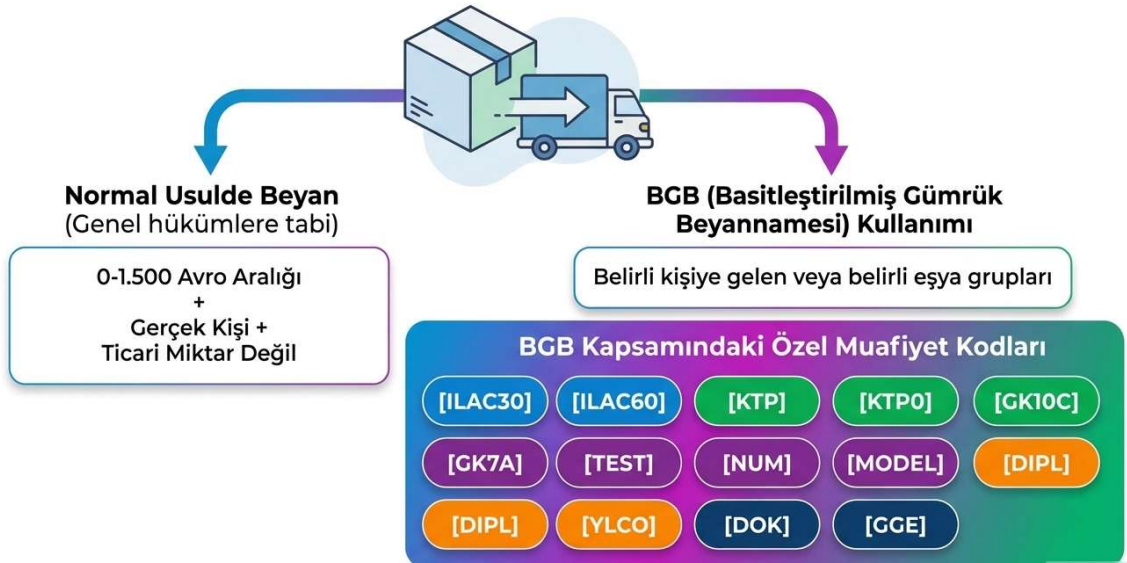 Normal Usulde Beyan
(Genel hükümlere tabi)
0-1.500 Avro Aralığı
+
Gerçek Kişi +
Ticari Miktar Değil
BGB (Basitleştirilmiş Gümrük
Beyannamesi) Kullanımı
Belirli kişiye gelen veya belirli eşya grupları
BGB Kapsamındaki Özel Muafiyet Kodları
[ILAC30] [ILAC60] [KTP] [KTP0] [GK10C]
[GK7A] [TEST] [NUM] [MODEL] [DIPL]
[DIPL] [YLCO] [DOK] [GGE]